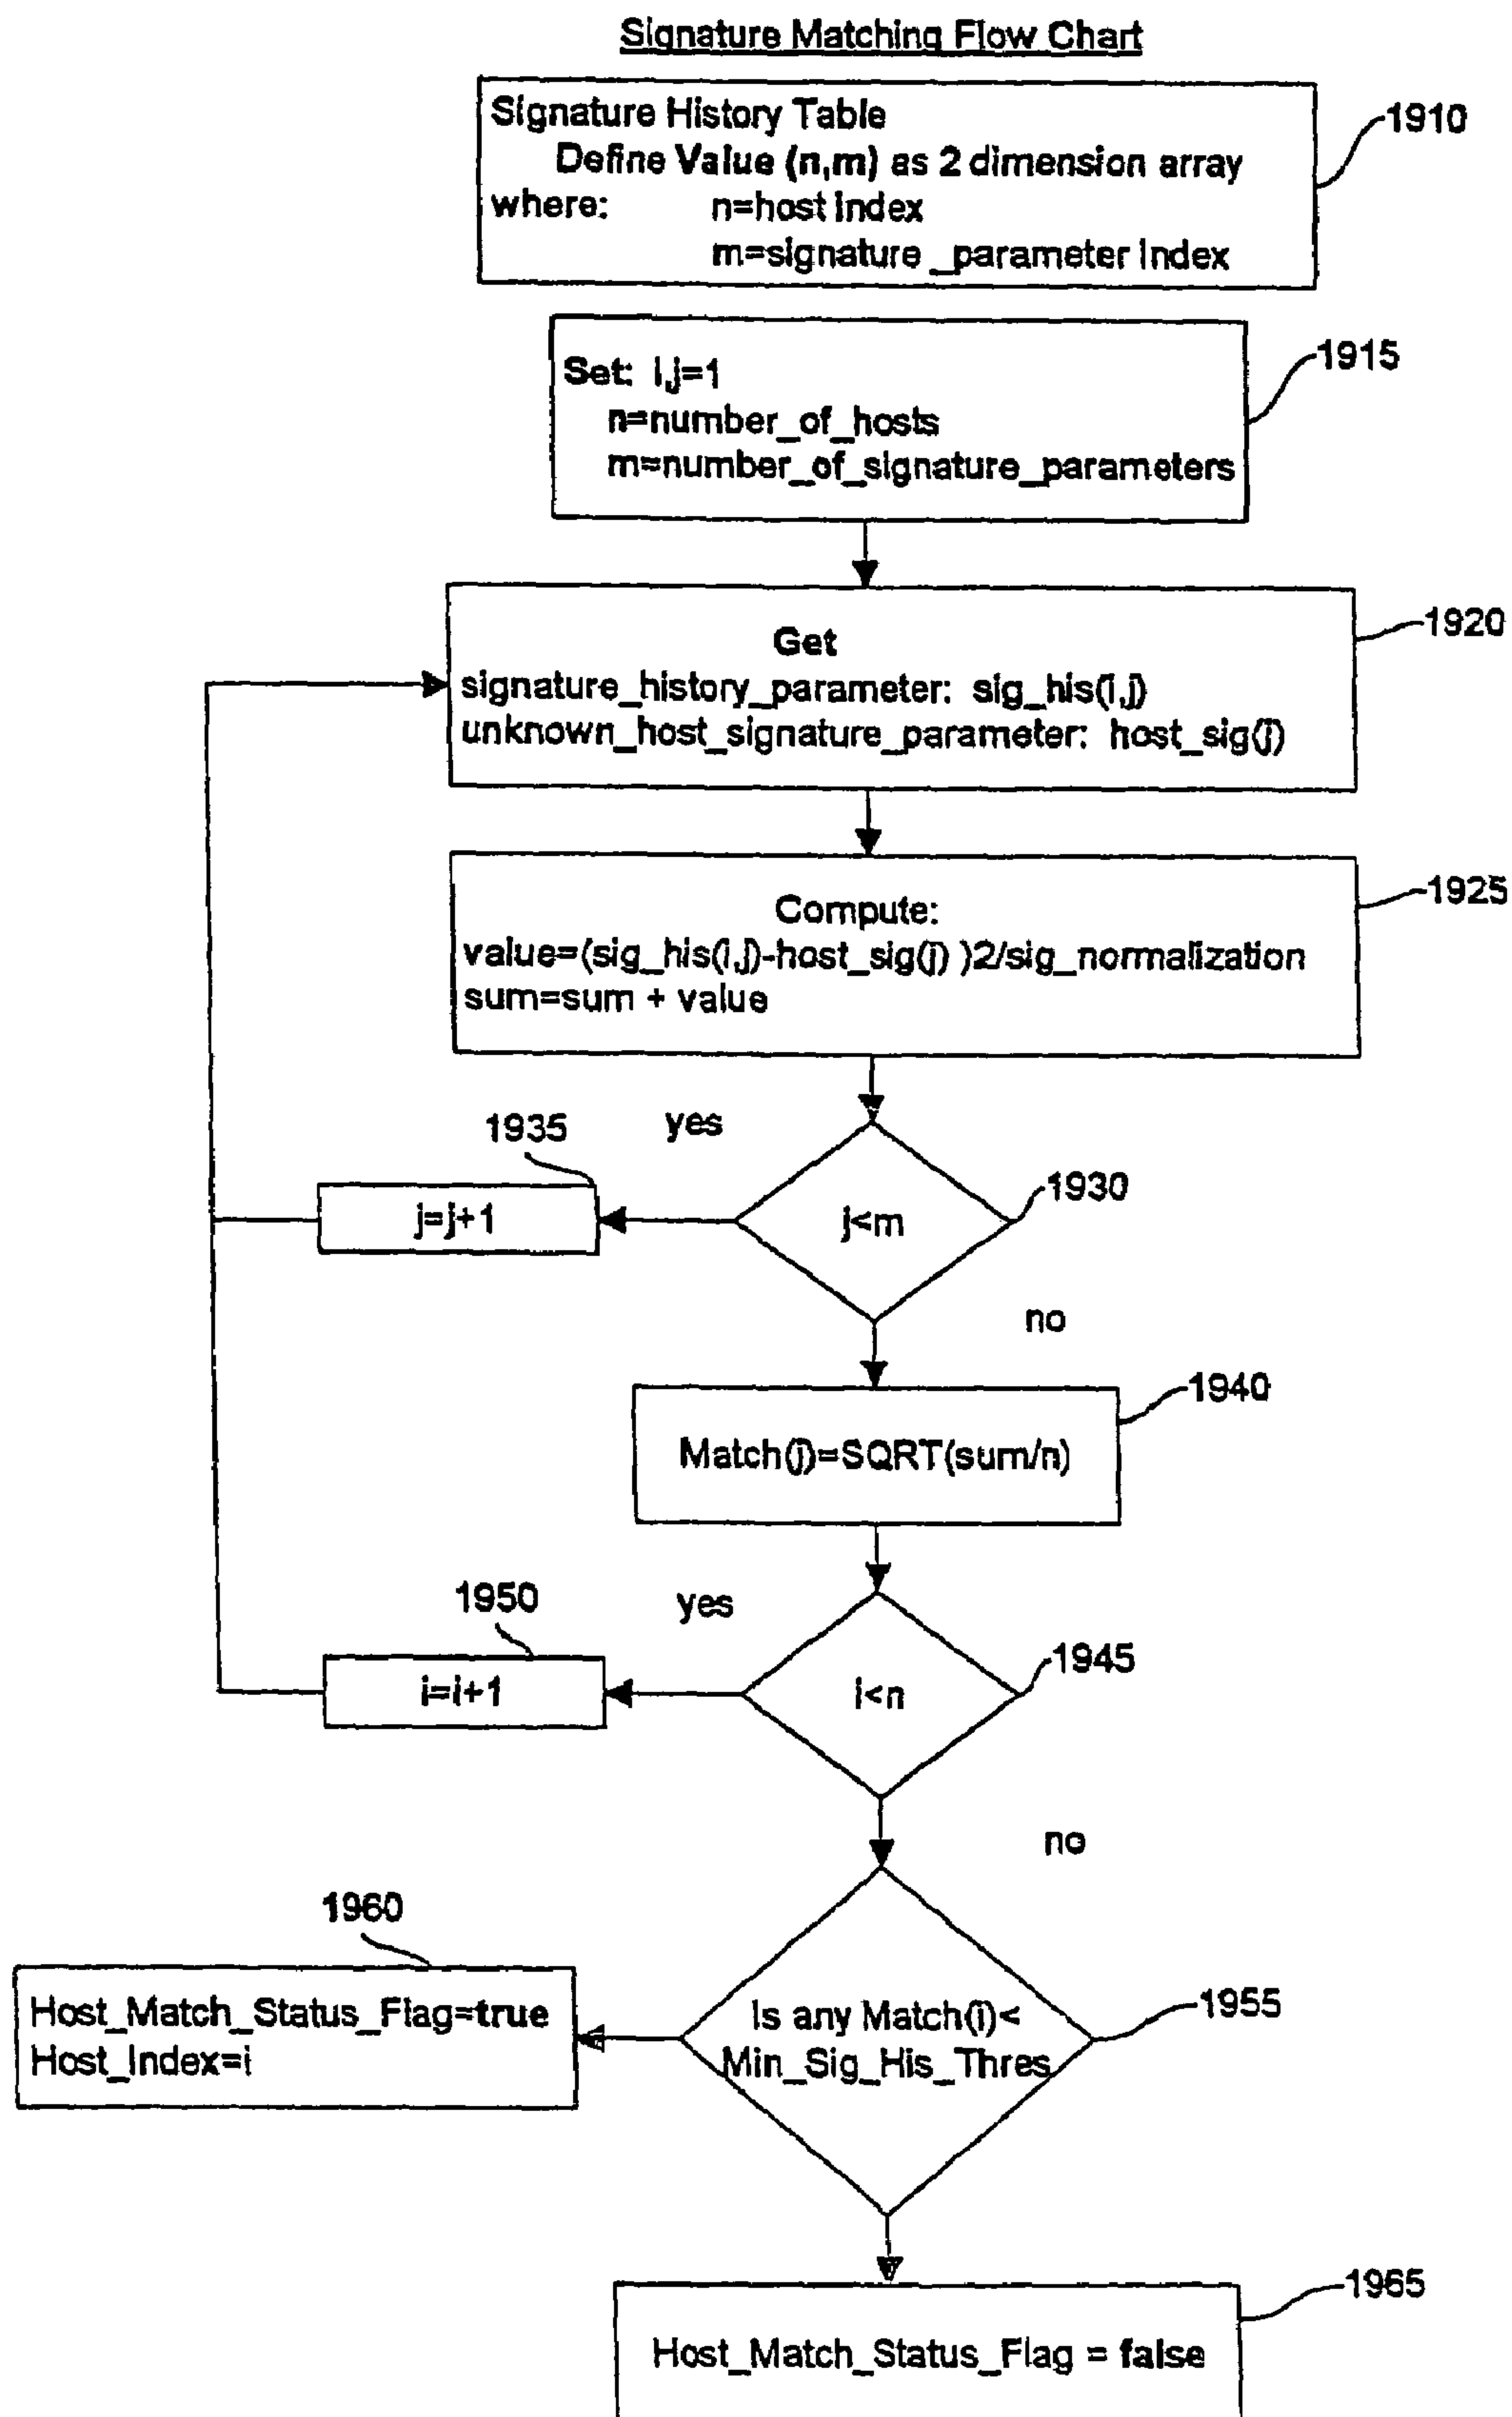 Signature Matching Flow Chart
Signature History Table
Define Value (n,m) as 2 dimension array
where: n=host index
m=signature _parameter index
1910
Set: i,j=1
n=number_of_hosts
m=number_of_signature_parameters
1915
Get
signature_history_parameter: sig_his(i,j)
unknown_host_signature_parameter: host_sig(j)
1920
Compute:
value=(sig_his(i,j)-host_sig(j) )2/sig_normalization
sum=sum + value
1925
1935
yes
j=j+1
j<m
1930
no
Match(j)=SQRT(sum/n)
1940
1950
yes
i=i+1
i<n
1945
no
1960
Host_Match_Status_Flag=true
Host_Index=i
Is any Match(i)<
Min_Sig_His_Thres
1955
1965
Host_Match_Status_Flag = false